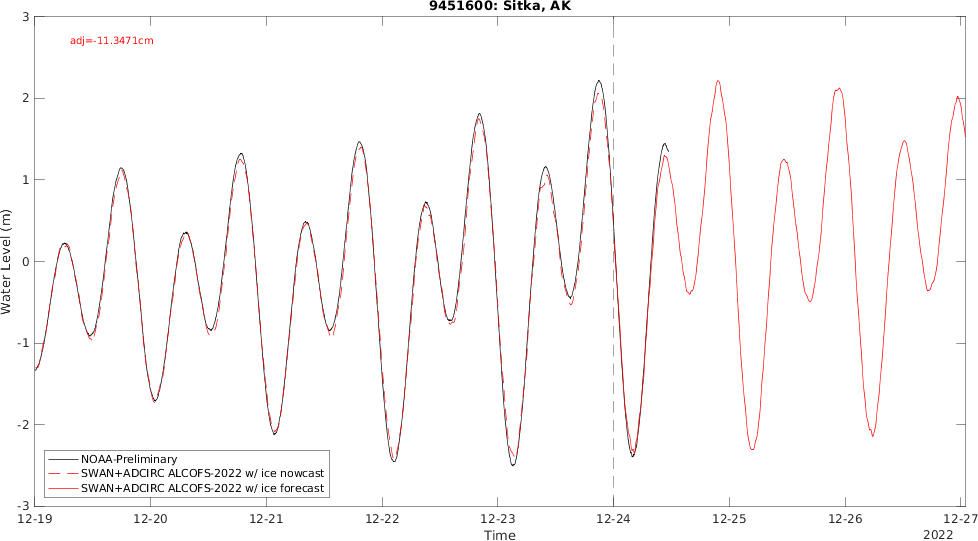 9451600: Sitka, AK
adj=-11.3471cm
3
2
1
0
-1
-2
-3
Water Level (m)
NOAA-Preliminary
SWAN+ADCIRC ALCOFS-2022 w/ ice nowcast
SWAN+ADCIRC ALCOFS-2022 w/ ice forecast
12-19 12-20 12-21 12-22 12-23 12-24 12-25 12-26 12-27
Time
2022